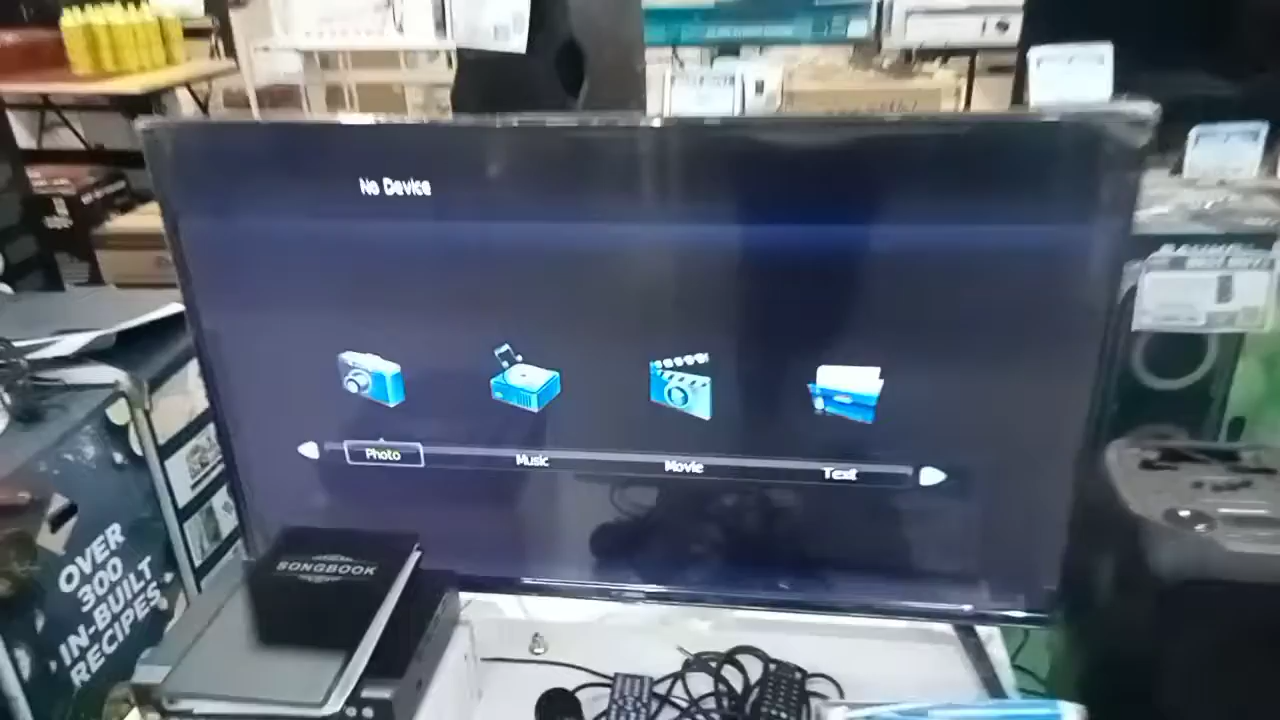 No Device
Photo
Music
Movie
Text
SONGBOOK
OVER
300
IN-BUILT
RECIPES